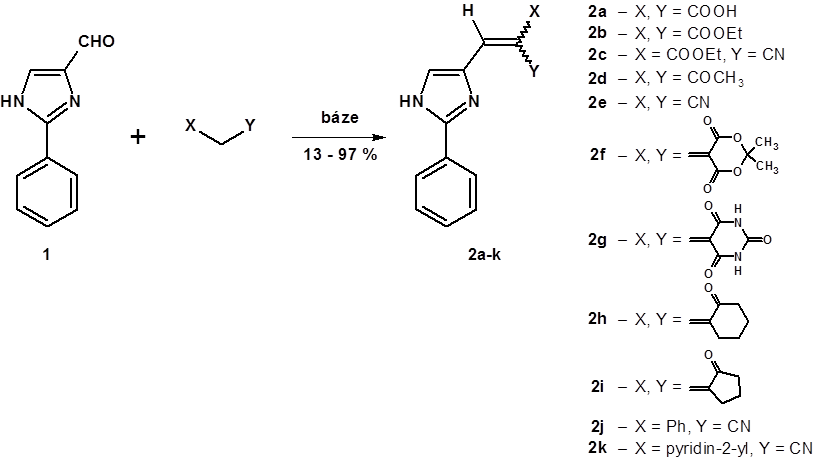 CHO
HN
N
1
+
X
Y
báze
13 - 97 %
H
X
Y
HN
N
2a-k
2a – X, Y = COOH
2b – X, Y = COOEt
2c – X = COOEt, Y = CN
2d – X, Y = COCH3
2e – X, Y = CN
2f – X, Y =
O
O
CH3
CH3
O
O
2g – X, Y =
O
H
N
O
N
H
O
2h – X, Y =
O
2i – X, Y =
O
2j – X = Ph, Y = CN
2k – X = pyridin-2-yl, Y = CN